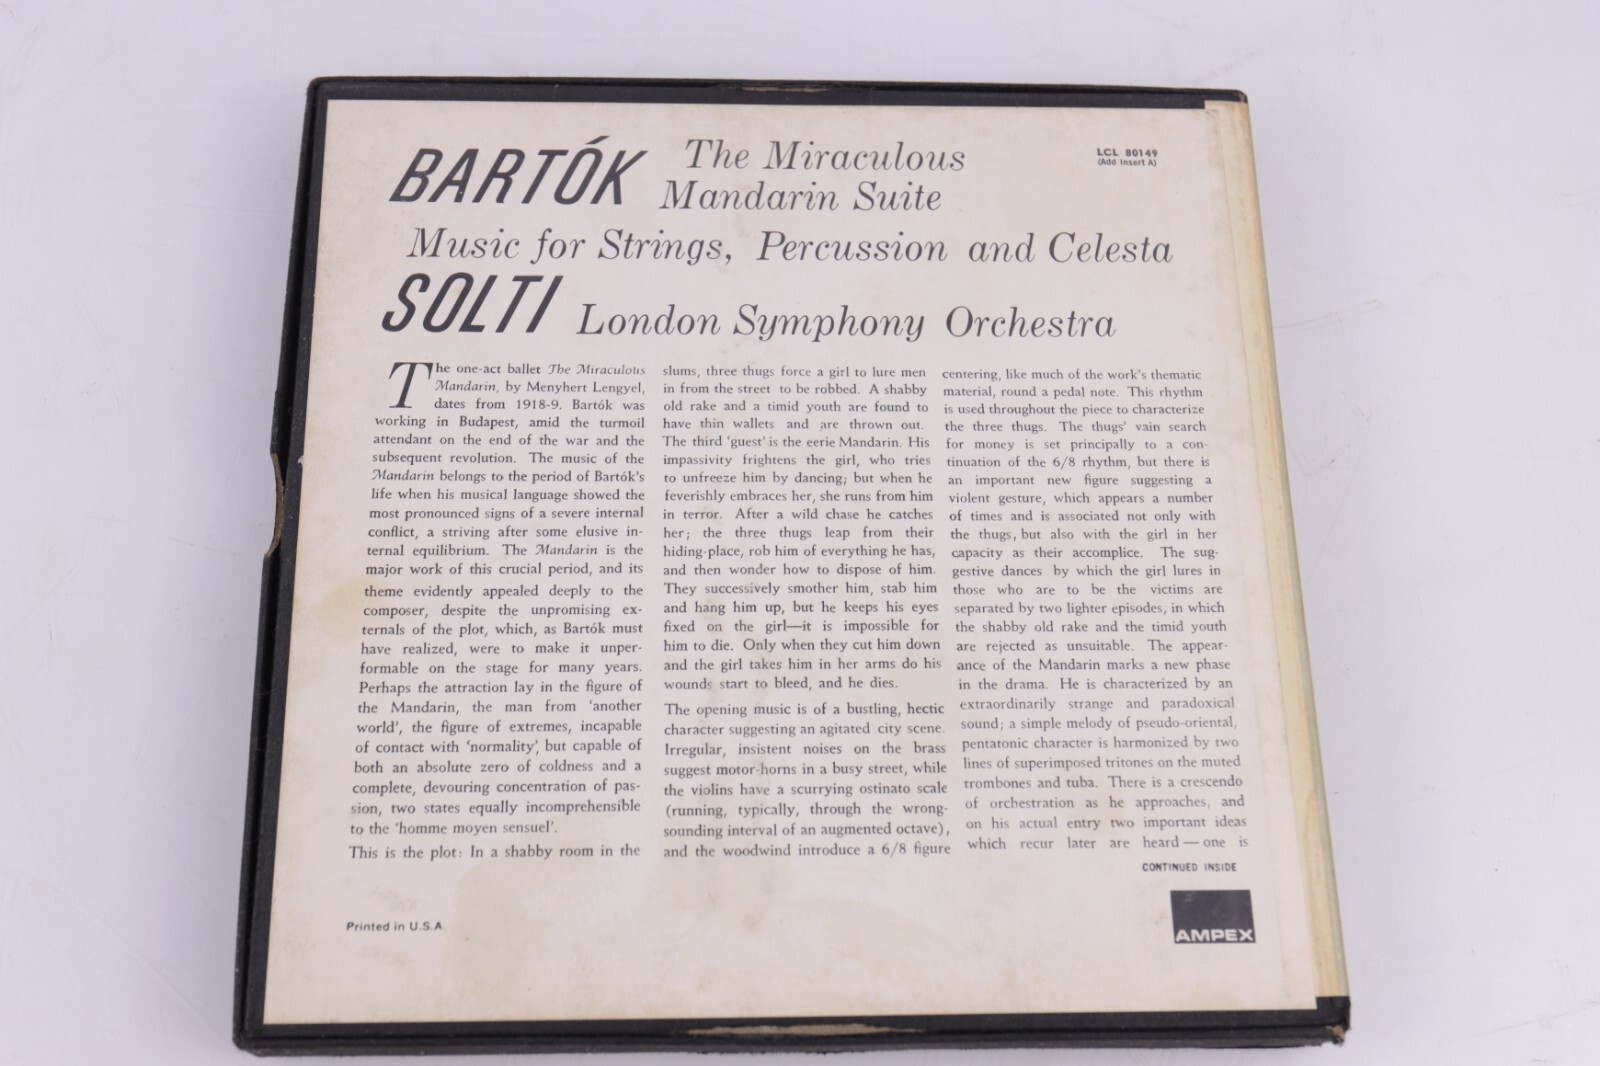 BARTÓK The Miraculous
Mandarin Suite
LCL 80149
(Add Insert A)
Music for Strings, Percussion and Celesta
SOLTI London Symphony Orchestra
The one-act ballet The Miraculous
Mandarin, by Menyhert Lengyel,
dates from 1918-9. Bartók was
working in Budapest, amid the turmoil
attendant on the end of the war and the
subsequent revolution. The music of the
Mandarin belongs to the period of Bartók's
life when his musical language showed the
most pronounced signs of a severe internal
conflict, a striving after some elusive in-
ternal equilibrium. The Mandarin is the
major work of this crucial period, and its
theme evidently appealed deeply to the
composer, despite the unpromising ex-
ternals of the plot, which, as Bartók must
have realized, were to make it unper-
formable on the stage for many years.
Perhaps the attraction lay in the figure of
the Mandarin, the man from 'another
world', the figure of extremes, incapable
of contact with 'normality', but capable of
both an absolute zero of coldness and a
complete, devouring concentration of pas-
sion, two states equally incomprehensible
to the 'homme moyen sensuel'.
This is the plot: In a shabby room in the
slums, three thugs force a girl to lure men
in from the street to be robbed. A shabby
old rake and a timid youth are found to
have thin wallets and are thrown out.
The third 'guest' is the eerie Mandarin. His
impassivity frightens the girl, who tries
to unfreeze him by dancing; but when he
feverishly embraces her, she runs from him
in terror. After a wild chase he catches
her; the three thugs leap from their
hiding-place, rob him of everything he has,
and then wonder how to dispose of him.
They successively smother him, stab him
and hang him up, but he keeps his eyes
fixed on the girl—it is impossible for
him to die. Only when they cut him down
and the girl takes him in her arms do his
wounds start to bleed, and he dies.
The opening music is of a bustling, hectic
character suggesting an agitated city scene.
Irregular, insistent noises on the brass
suggest motor-horns in a busy street, while
the violins have a scurrying ostinato scale
(running, typically, through the wrong-
sounding interval of an augmented octave),
and the woodwind introduce a 6/8 figure
centering, like much of the work's thematic
material, round a pedal note. This rhythm
is used throughout the piece to characterize
the three thugs. The thugs' vain search
for money is set principally to a con-
tinuation of the 6/8 rhythm, but there is
an important new figure suggesting a
violent gesture, which appears a number
of times and is associated not only with
the thugs, but also with the girl in her
capacity as their accomplice. The sug-
gestive dances by which the girl lures in
those who are to be the victims are
separated by two lighter episodes, in which
the shabby old rake and the timid youth
are rejected as unsuitable. The appear-
ance of the Mandarin marks a new phase
in the drama. He is characterized by an
extraordinarily strange and paradoxical
sound; a simple melody of pseudo-oriental,
pentatonic character is harmonized by two
lines of superimposed tritones on the muted
trombones and tuba. There is a crescendo
of orchestration as he approaches, and
on his actual entry two important ideas
which recur later are heard — one is
CONTINUED INSIDE
Printed in U.S.A.
AMPEX